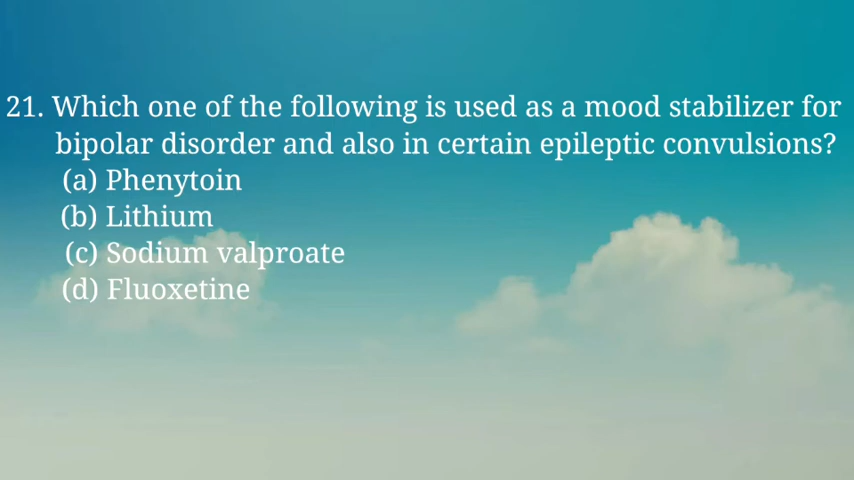 21. Which one of the following is used as a mood stabilizer for
bipolar disorder and also in certain epileptic convulsions?
(a) Phenytoin
(b) Lithium
(c) Sodium valproate
(d) Fluoxetine